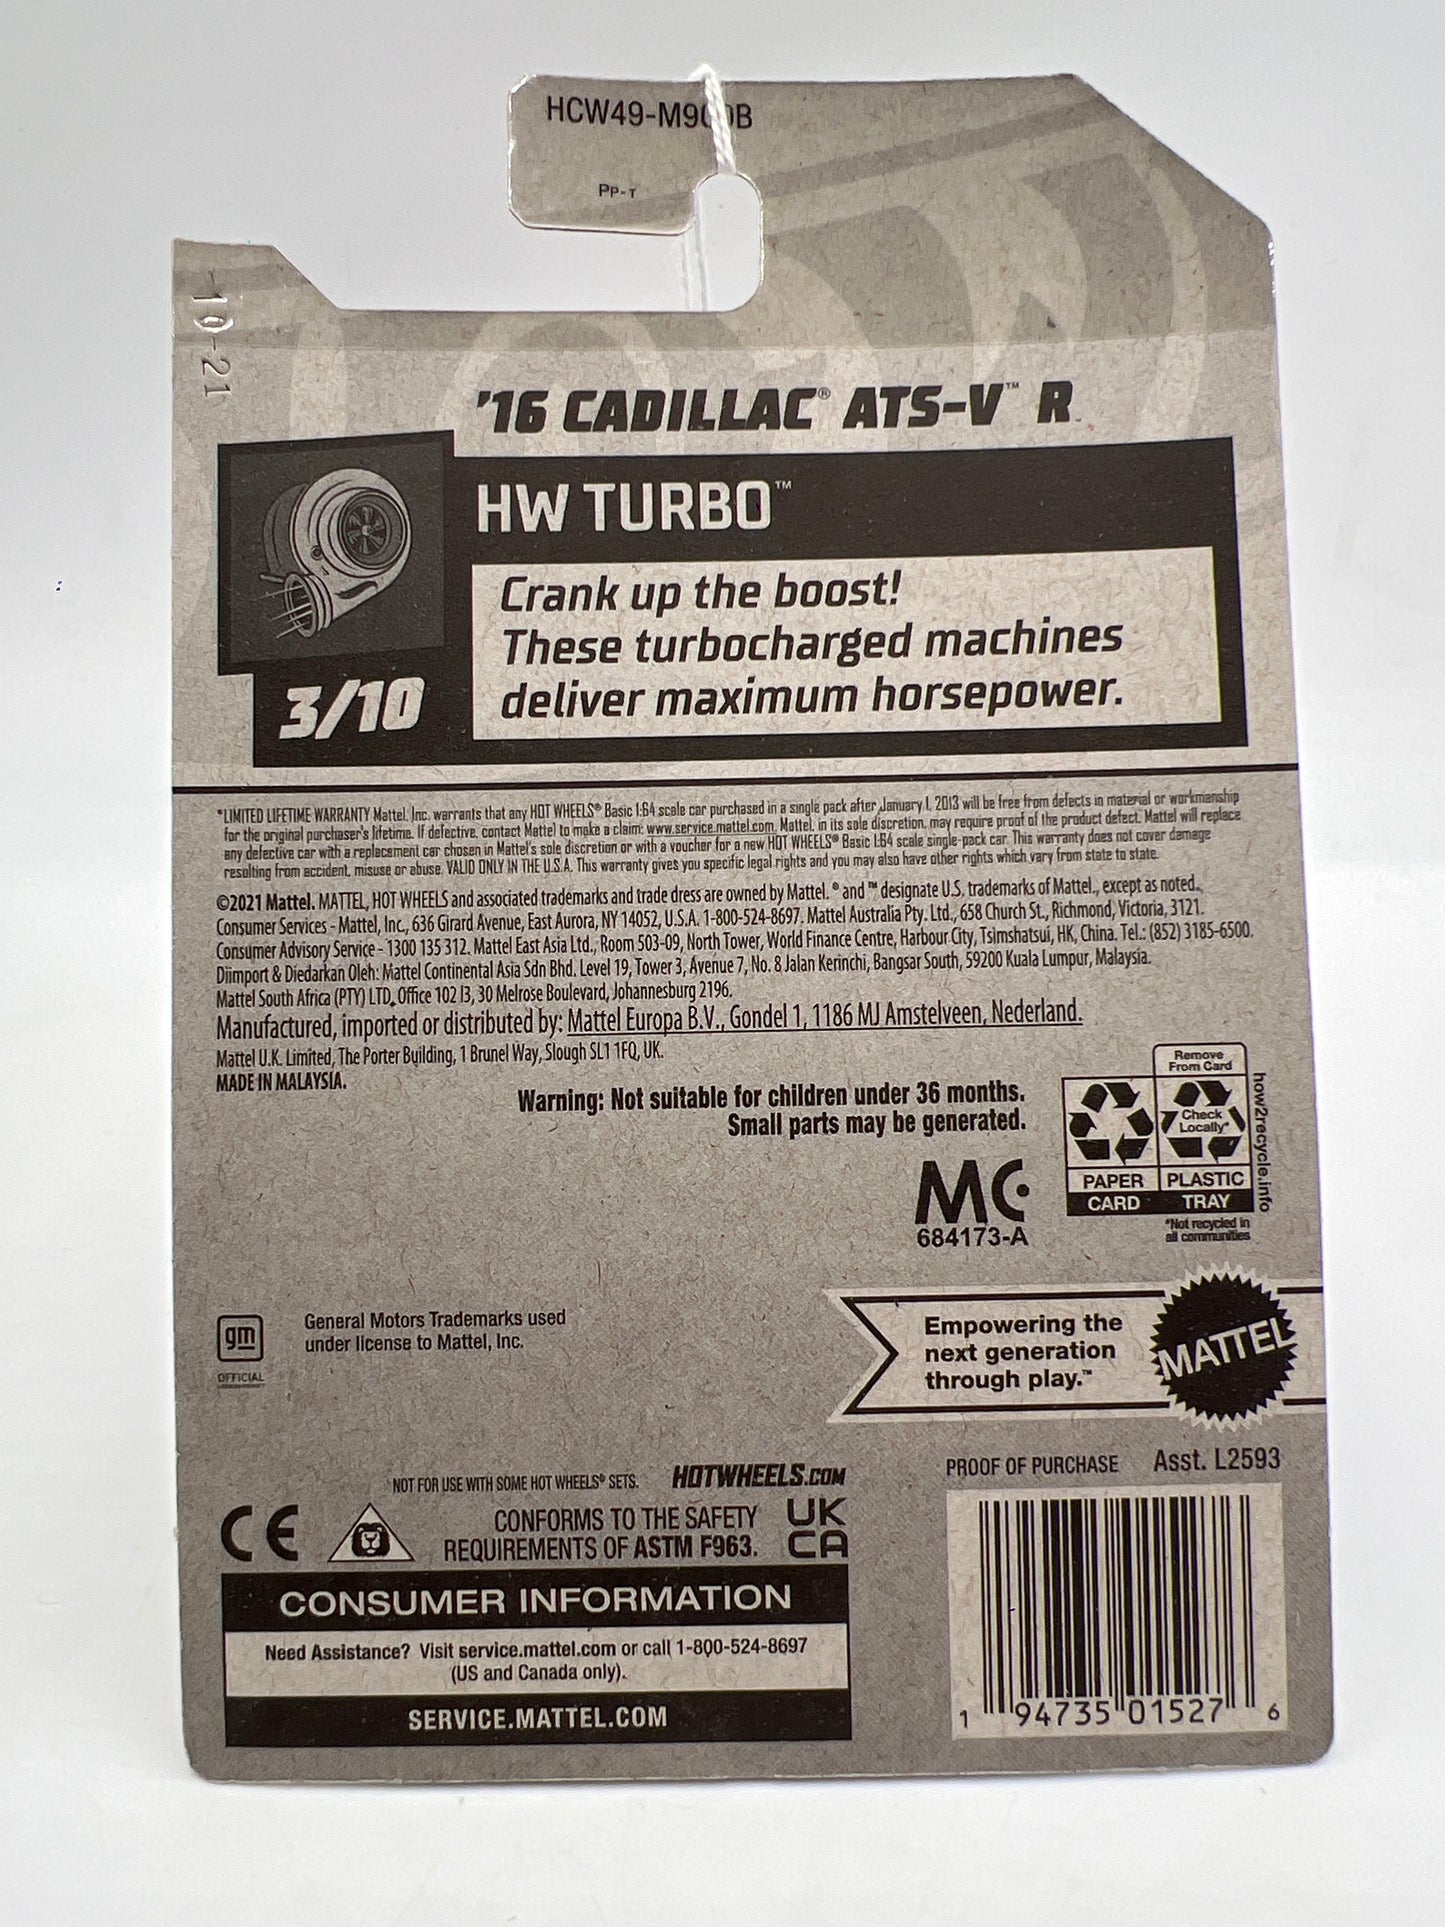 HCW49-M9
Pp-T
-10-21
'16 CADILLAC® ATS-V™ R™
HW TURBO™
Crank up the boost!
These turbocharged machines
deliver maximum horsepower.
3/10
*LIMITED LIFETIME WARRANTY Mattel, Inc. warrants that any HOT WHEELS® Basic 1:64 scale car purchased in a single pack after January 1, 2013 will be free from defects in material or workmanship
for the original purchaser's lifetime. If defective, contact Mattel to make a claim: www.service.mattel.com. Mattel, in its sole discretion, may require proof of the product defect. Mattel will replace
any defective car with a replacement car chosen in Mattel's sole discretion or with a voucher for a new HOT WHEELS® Basic 1:64 scale single-pack car. This warranty does not cover damage
resulting from accident, misuse or abuse. VALID ONLY IN THE U.S.A. This warranty gives you specific legal rights and you may also have other rights which vary from state to state.
©2021 Mattel. MATTEL, HOT WHEELS and associated trademarks and trade dress are owned by Mattel. ® and ™ designate U.S. trademarks of Mattel., except as noted.
Consumer Services - Mattel, Inc., 636 Girard Avenue, East Aurora, NY 14052, U.S.A. 1-800-524-8697. Mattel Australia Pty. Ltd., 658 Church St., Richmond, Victoria, 3121.
Consumer Advisory Service - 1300 135 312. Mattel East Asia Ltd., Room 503-09, North Tower, World Finance Centre, Harbour City, Tsimshatsui, HK, China. Tel.: (852) 3185-6500.
Diimport & Diedarkan Oleh: Mattel Continental Asia Sdn Bhd. Level 19, Tower 3, Avenue 7, No. 8 Jalan Kerinchi, Bangsar South, 59200 Kuala Lumpur, Malaysia.
Mattel South Africa (PTY) LTD, Office 102 I3, 30 Melrose Boulevard, Johannesburg 2196.
Manufactured, imported or distributed by: Mattel Europa B.V., Gondel 1, 1186 MJ Amstelveen, Nederland.
Mattel U.K. Limited, The Porter Building, 1 Brunel Way, Slough SL1 1FQ, UK.
MADE IN MALAYSIA.
Warning: Not suitable for children under 36 months.
Small parts may be generated.
MC
684173-A
Remove
From Card
Check
Locally*
PAPER
CARD
PLASTIC
TRAY
*Not recycled in
all communities
how2recycle.info
gm
OFFICIAL
General Motors Trademarks used
under license to Mattel, Inc.
Empowering the
next generation
through play.™
MATTEL
NOT FOR USE WITH SOME HOT WHEELS® SETS.
HOTWHEELS.COM
CE
CONFORMS TO THE SAFETY
REQUIREMENTS OF ASTM F963.
UK
CA
CONSUMER INFORMATION
Need Assistance? Visit service.mattel.com or call 1-800-524-8697
(US and Canada only).
SERVICE.MATTEL.COM
PROOF OF PURCHASE
Asst. L2593
1 94735 01527 6